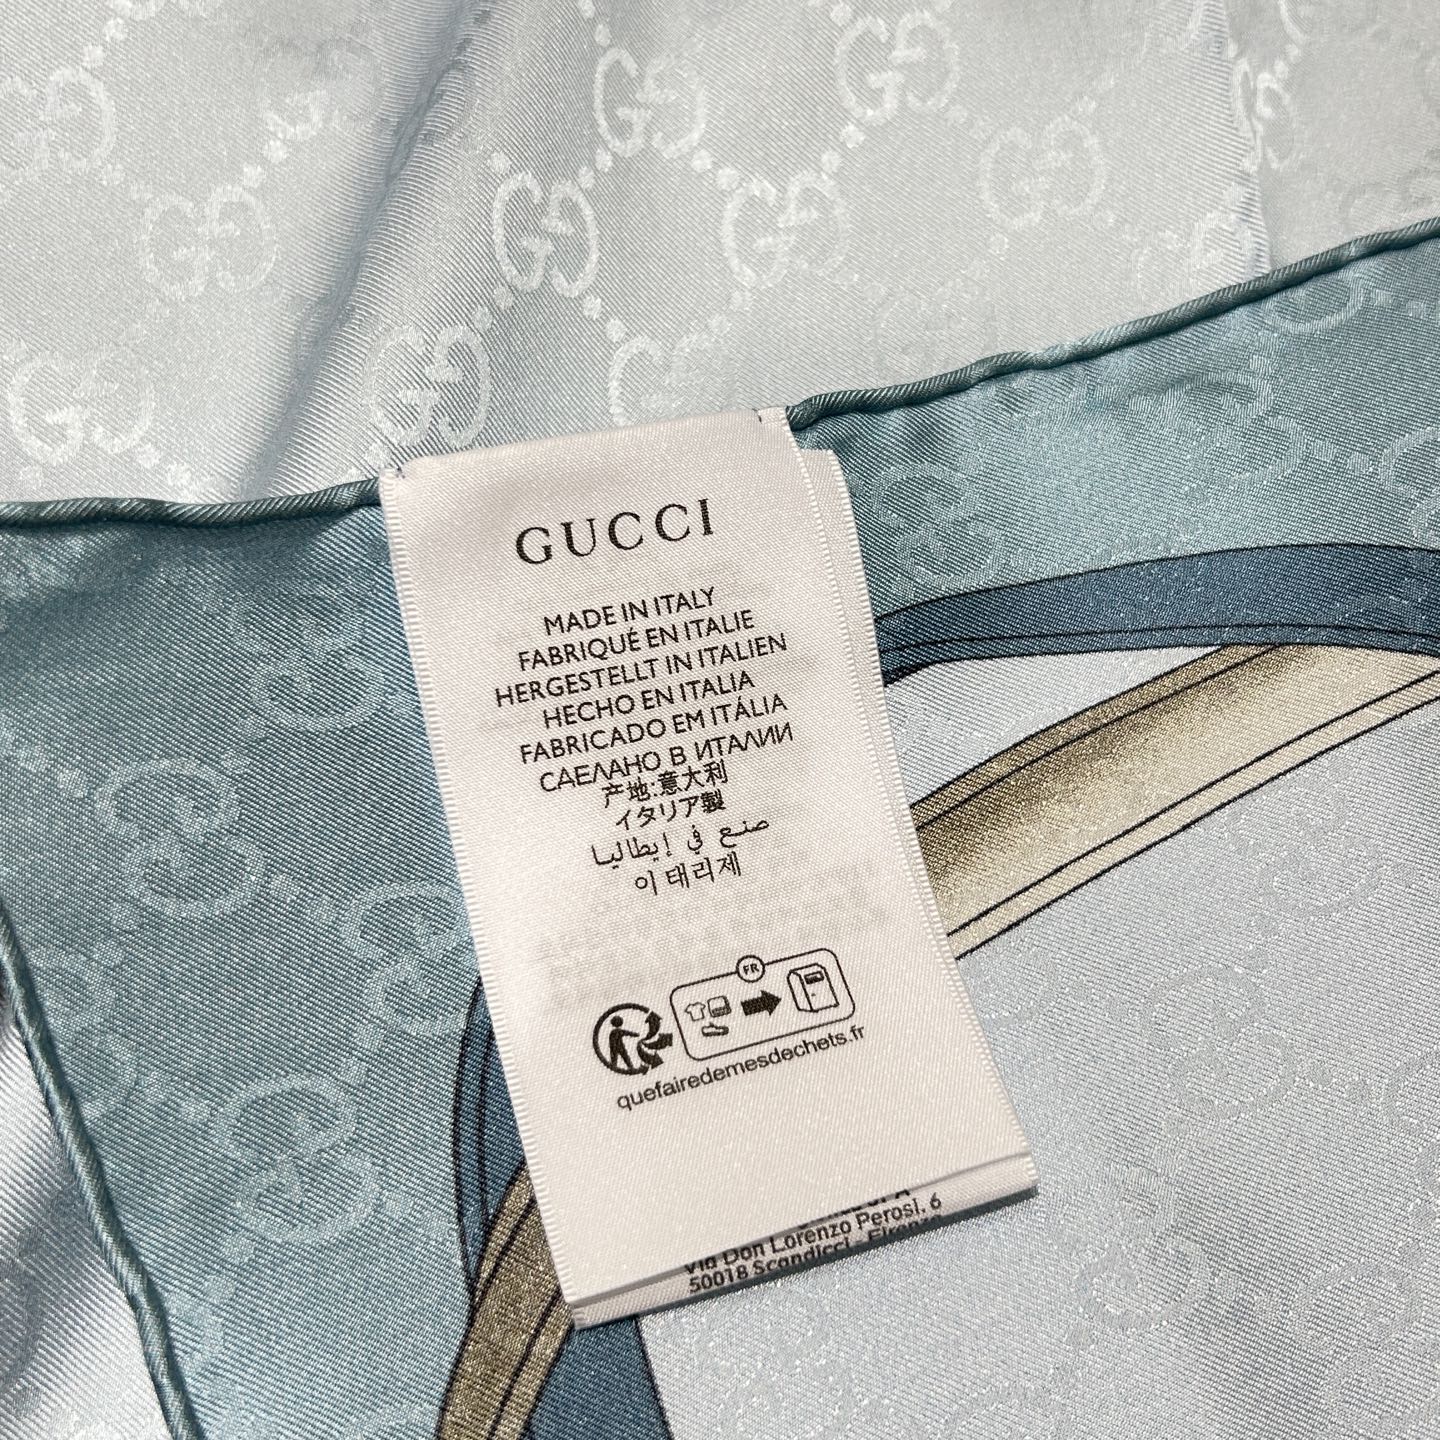 GUCCI
MADE IN ITALY
FABRIQUÉ EN ITALIE
HERGESTELLT IN ITALIEN
HECHO EN ITALIA
FABRICADO EM ITÁLIA
СДЕЛАНО В ИТАЛИИ
产地:意大利
イタリア製
صنع في إيطاليا
이태리제
FR
quefairedemesdechets.fr
Via Don Lorenzo Perosi, 6
50018 Scandicci - Firenze